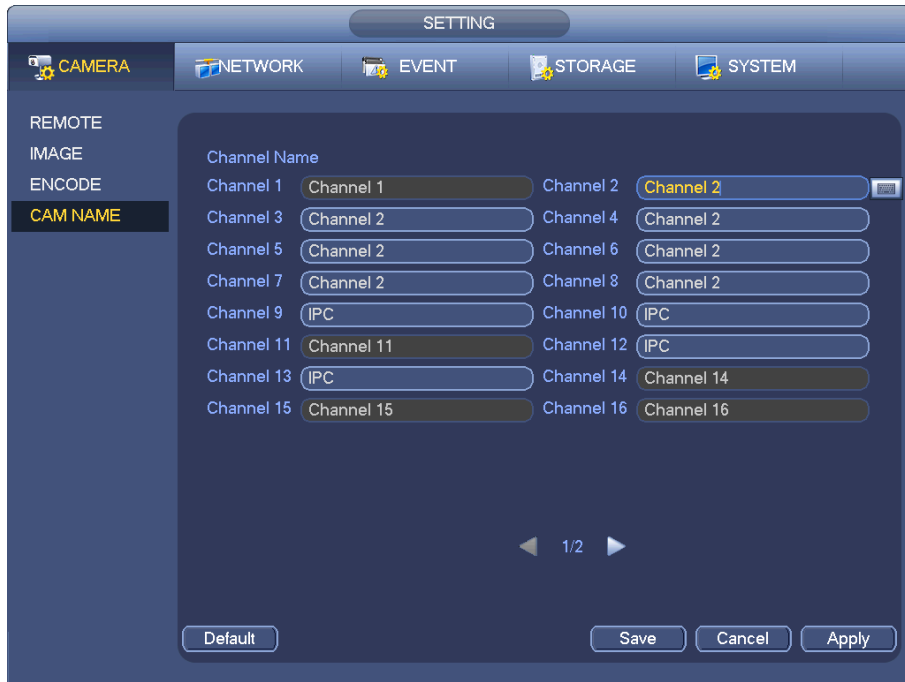 SETTING
CAMERA NETWORK EVENT STORAGE SYSTEM
REMOTE
IMAGE
ENCODE
CAM NAME
Channel Name
Channel 1 Channel 1 Channel 2 Channel 2
Channel 3 Channel 2 Channel 4 Channel 2
Channel 5 Channel 2 Channel 6 Channel 2
Channel 7 Channel 2 Channel 8 Channel 2
Channel 9 IPC Channel 10 IPC
Channel 11 Channel 11 Channel 12 IPC
Channel 13 IPC Channel 14 Channel 14
Channel 15 Channel 15 Channel 16 Channel 16
1/2
Default Save Cancel Apply